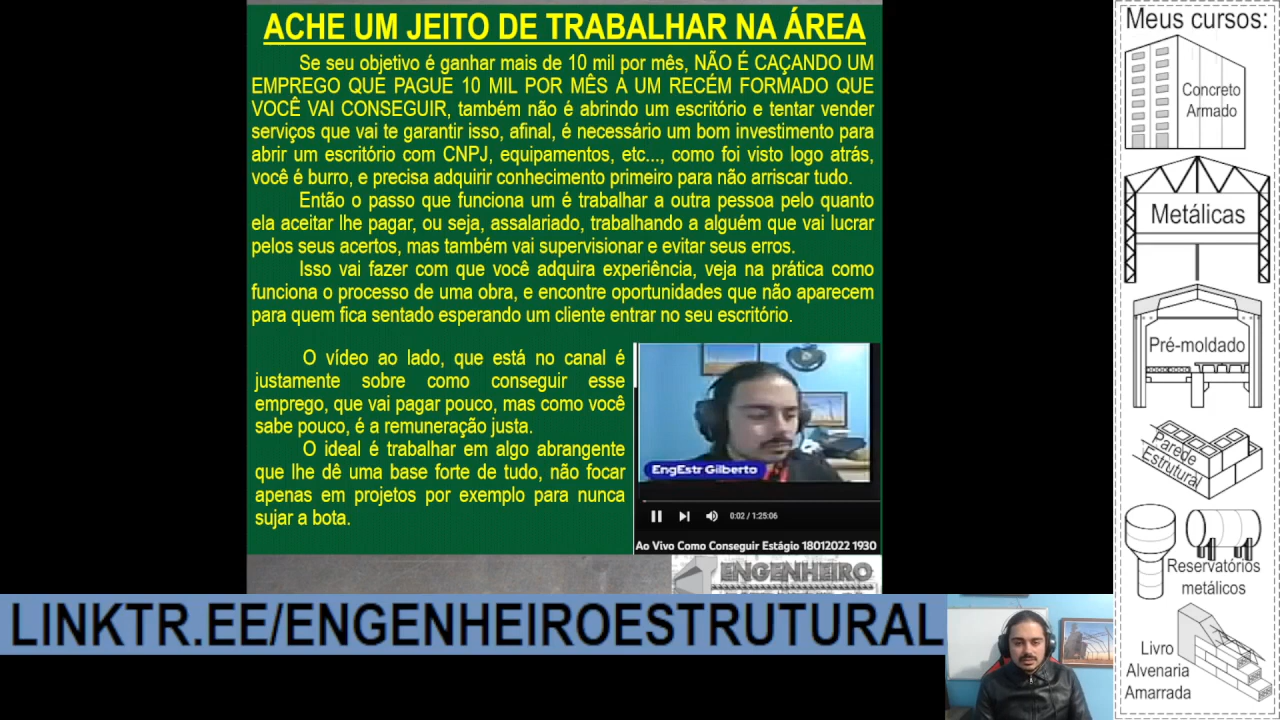 ACHE UM JEITO DE TRABALHAR NA ÁREA
Se seu objetivo é ganhar mais de 10 mil por mês, NÃO É CAÇANDO UM
EMPREGO QUE PAGUE 10 MIL POR MÊS A UM RECÉM FORMADO QUE
VOCÊ VAI CONSEGUIR, também não é abrindo um escritório e tentar vender
serviços que vai te garantir isso, afinal, é necessário um bom investimento para
abrir um escritório com CNPJ, equipamentos, etc..., como foi visto logo atrás,
você é burro, e precisa adquirir conhecimento primeiro para não arriscar tudo.
Então o passo que funciona um é trabalhar a outra pessoa pelo quanto
ela aceitar lhe pagar, ou seja, assalariado, trabalhando a alguém que vai lucrar
pelos seus acertos, mas também vai supervisionar e evitar seus erros.
Isso vai fazer com que você adquira experiência, veja na prática como
funciona o processo de uma obra, e encontre oportunidades que não aparecem
para quem fica sentado esperando um cliente entrar no seu escritório.
O vídeo ao lado, que está no canal é
justamente sobre como conseguir esse
emprego, que vai pagar pouco, mas como você
sabe pouco, é a remuneração justa.
O ideal é trabalhar em algo abrangente
que lhe dê uma base forte de tudo, não focar
apenas em projetos por exemplo para nunca
sujar a bota.
EngEstr Gilberto
0:02 / 1:25:06
Ao Vivo Como Conseguir Estágio 18012022 1930
ENGENHEIRO
LINKTR.EE/ENGENHEIROESTRUTURAL
Meus cursos:
Concreto
Armado
Metálicas
Pré-moldado
Parede
Estrutural
Reservatórios
metálicos
Livro
Alvenaria
Amarrada